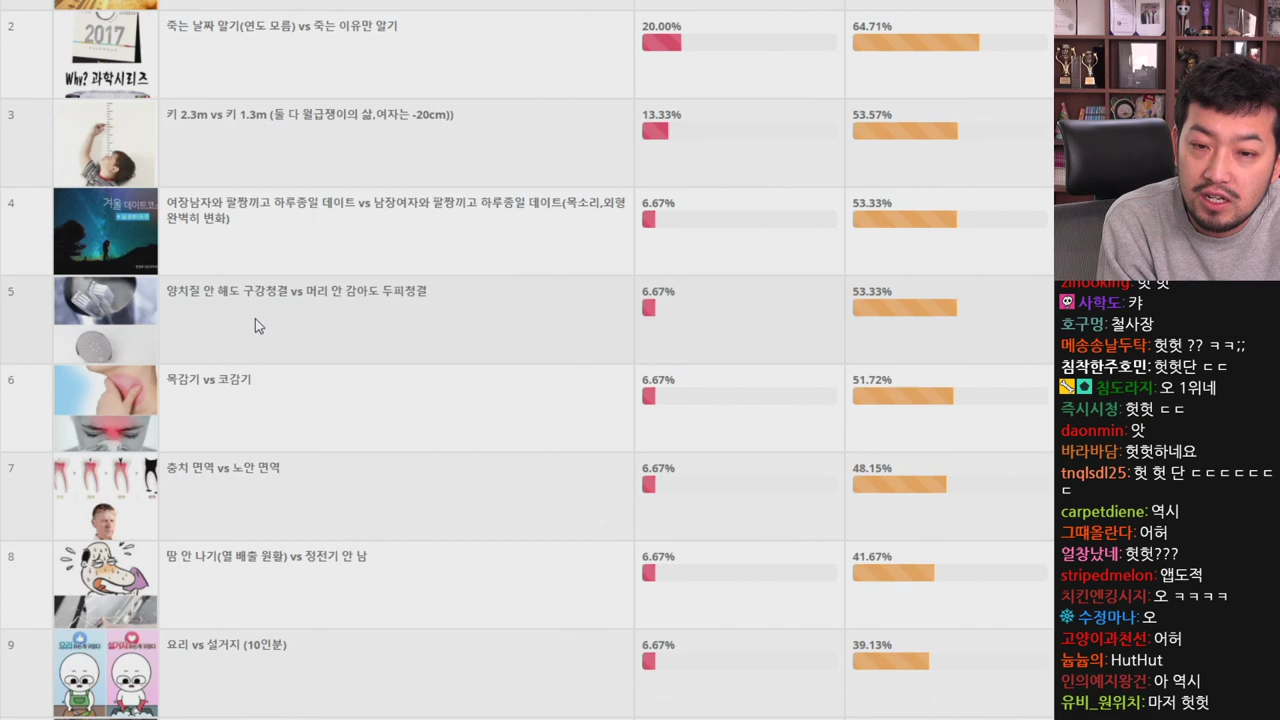 2
2017
Why? 과학시리즈
죽는 날짜 알기(연도 모름) vs 죽는 이유만 알기
20.00%
64.71%
3
키 2.3m vs 키 1.3m (둘 다 월급쟁이의 삶,여자는 -20cm))
13.33%
53.57%
4
겨울 데이트코스
여장남자와 팔짱끼고 하루종일 데이트 vs 남장여자와 팔짱끼고 하루종일 데이트(목소리,외형
완벽히 변화)
6.67%
53.33%
5
양치질 안 해도 구강청결 vs 머리 안 감아도 두피청결
6.67%
53.33%
6
목감기 vs 코감기
6.67%
51.72%
7
충치 면역 vs 노안 면역
6.67%
48.15%
8
땀 안 나기(열 배출 원활) vs 정전기 안 남
6.67%
41.67%
9
요리 vs 설거지 (10인분)
6.67%
39.13%
zihooking: 헛 헛
사학도: 캬
호구멍: 철사장
메송송날두탁: 헛헛 ?? ㅋㅋ;;
침착한주호민: 헛헛단 ㄷㄷ
침도라지: 오 1위네
즉시시청: 헛헛 ㄷㄷ
daonmin: 앗
바라바담: 헛헛하네요
tnqlsdl25: 헛 헛 단 ㄷㄷㄷㄷㄷㄷ
ㄷ
carpetdiene: 역시
그떄올란다: 어허
얼창났네: 헛헛???
stripedmelon: 앱도적
치킨엔킹시지: 오 ㅋㅋㅋㅋ
수정마나: 오
고양이과천선: 어허
늅늅의: HutHut
인의예지왕건: 아 역시
유비_원위치: 마저 헛헛